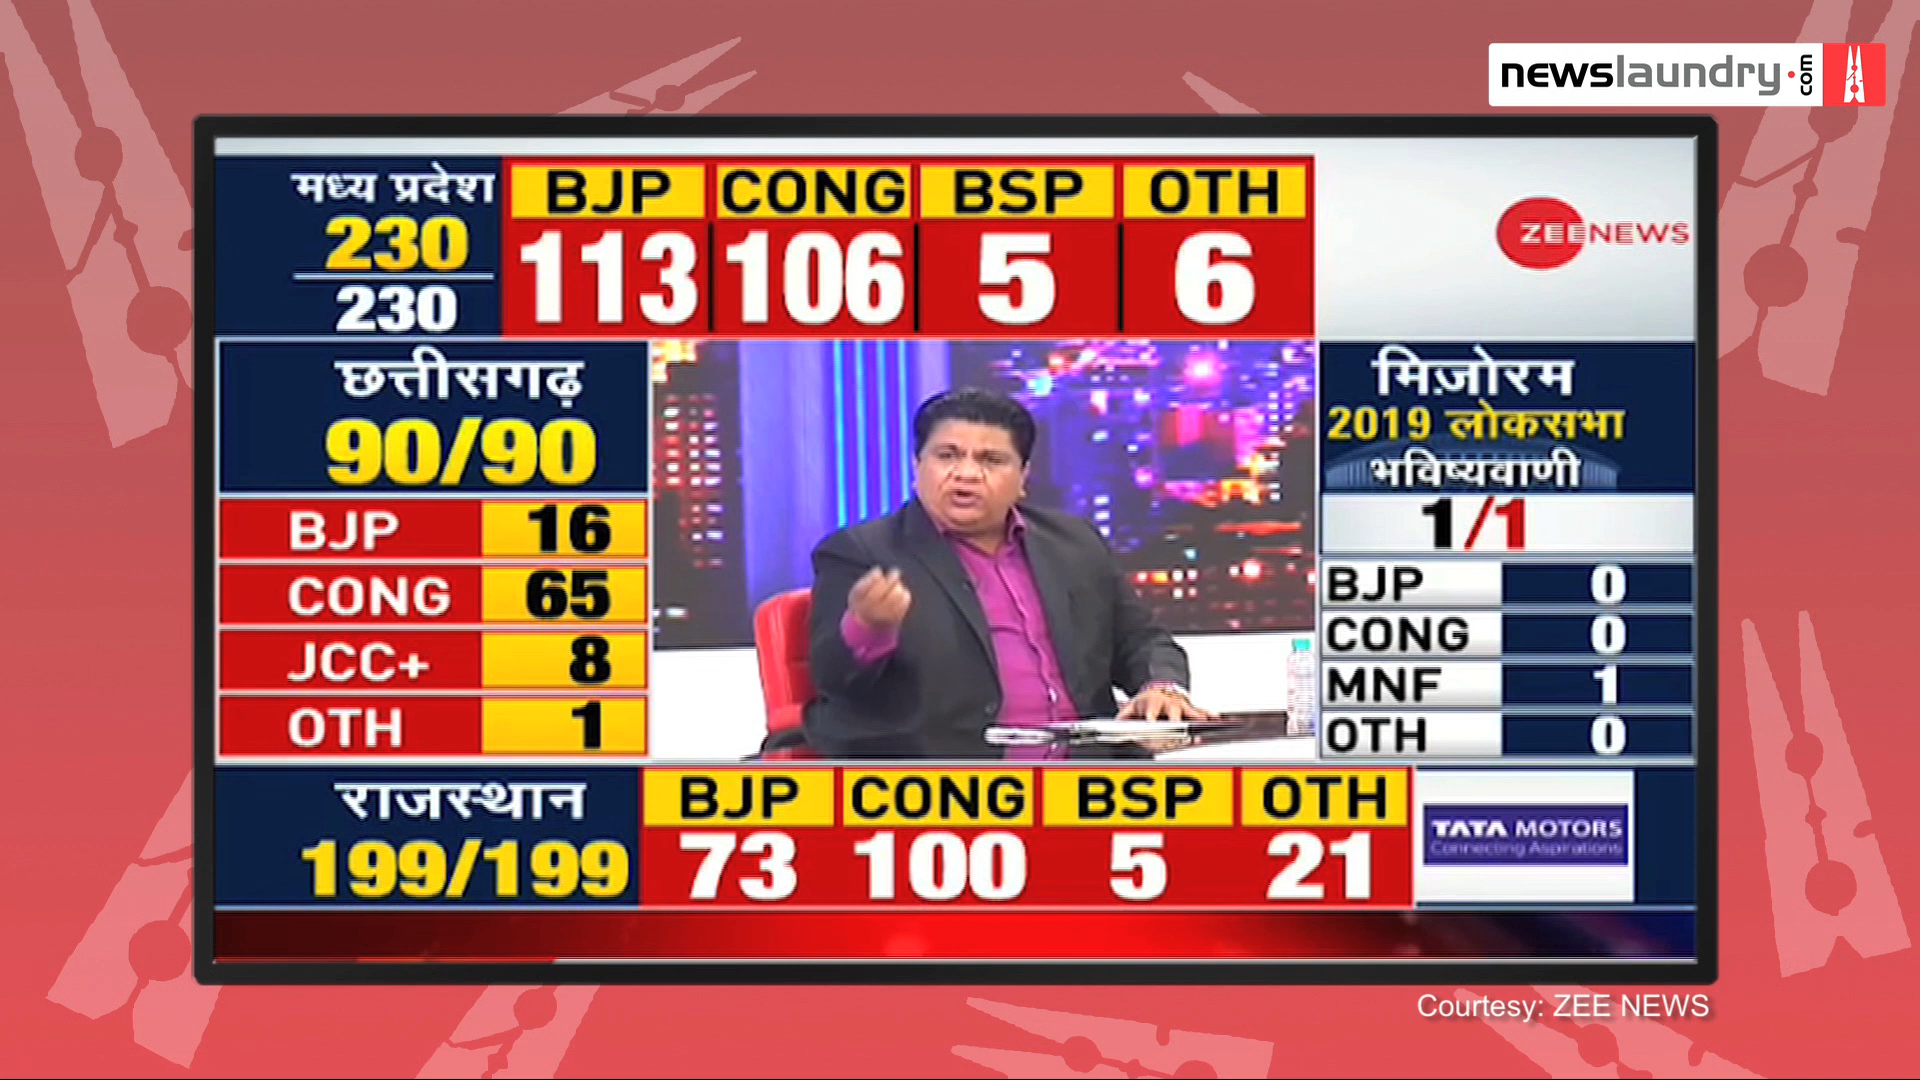 newslaundry.com
मध्य प्रदेश
230
230
BJP CONG BSP OTH
113 106 5 6
ZEE NEWS
छत्तीसगढ़
90/90
BJP 16
CONG 65
JCC+ 8
OTH 1
मिज़ोरम
2019 लोकसभा
भविष्यवाणी
1/1
BJP 0
CONG 0
MNF 1
OTH 0
राजस्थान
199/199
BJP CONG BSP OTH
73 100 5 21
TATA MOTORS
Connecting Aspirations
Courtesy: ZEE NEWS